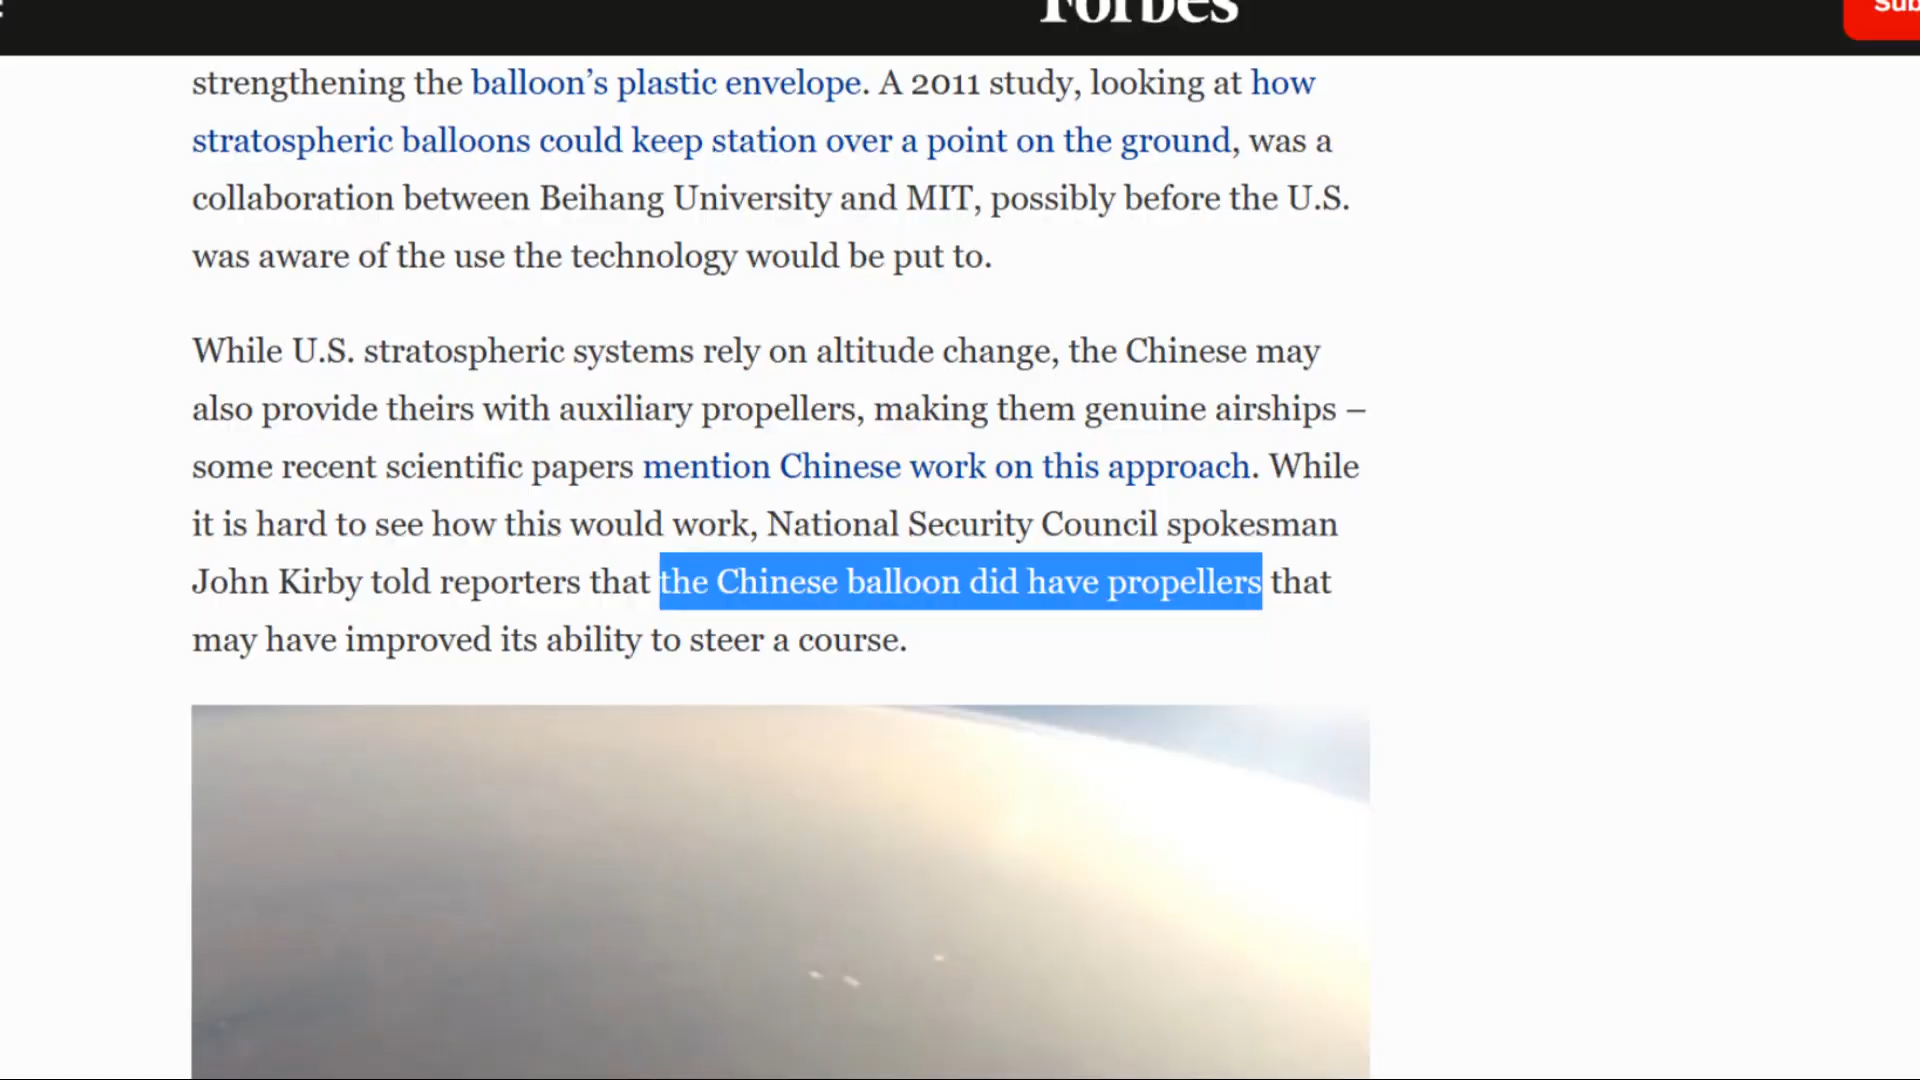 Forbes
Sub
strengthening the balloon’s plastic envelope. A 2011 study, looking at how
stratospheric balloons could keep station over a point on the ground, was a
collaboration between Beihang University and MIT, possibly before the U.S.
was aware of the use the technology would be put to.
While U.S. stratospheric systems rely on altitude change, the Chinese may
also provide theirs with auxiliary propellers, making them genuine airships –
some recent scientific papers mention Chinese work on this approach. While
it is hard to see how this would work, National Security Council spokesman
John Kirby told reporters that the Chinese balloon did have propellers that
may have improved its ability to steer a course.